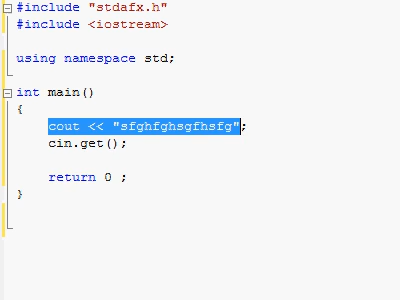 #include "stdafx.h"
#include <iostream>
using namespace std;
int main()
{
cout << "sfghfghsgfhsfg";
cin.get();
return 0 ;
}